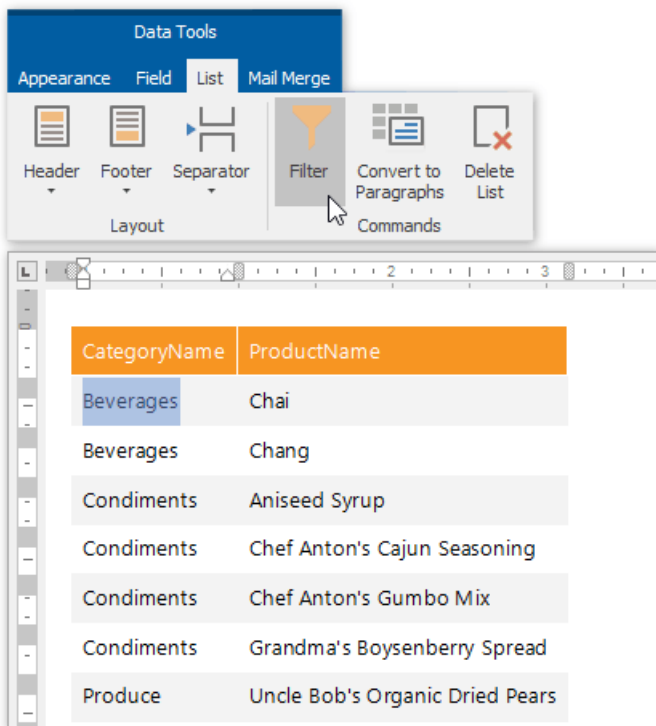 Data Tools
Appearance Field List Mail Merge
Header Footer Separator Filter Convert to Paragraphs Delete List
Layout Commands
L 2 3
CategoryName ProductName
Beverages Chai
Beverages Chang
Condiments Aniseed Syrup
Condiments Chef Anton's Cajun Seasoning
Condiments Chef Anton's Gumbo Mix
Condiments Grandma's Boysenberry Spread
Produce Uncle Bob's Organic Dried Pears